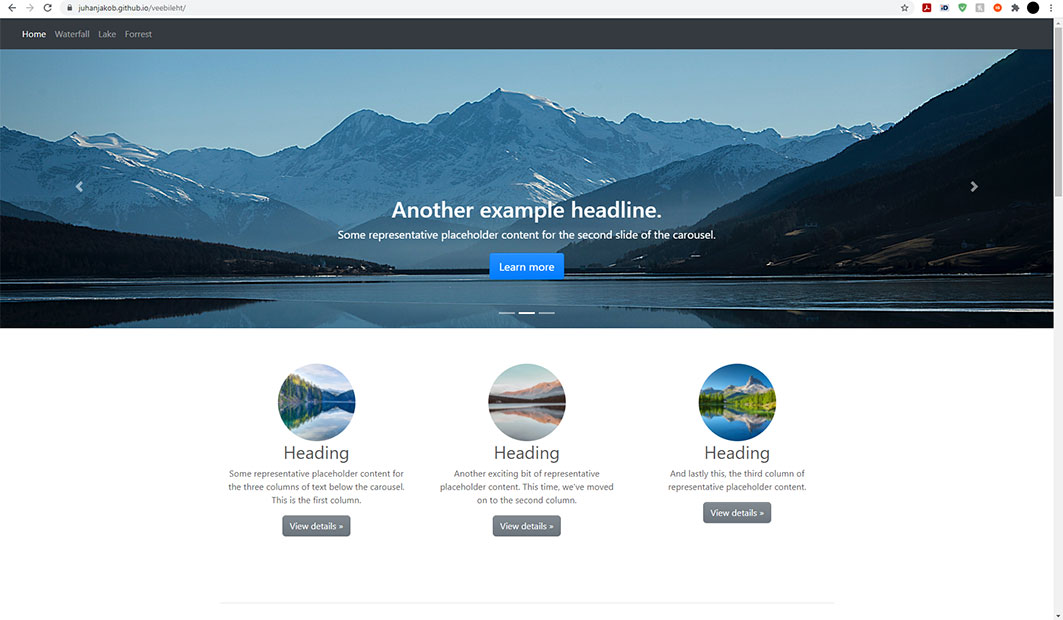 juhanjakob.github.io/veebileht/
Home Waterfall Lake Forrest
Another example headline.
Some representative placeholder content for the second slide of the carousel.
Learn more
Heading
Some representative placeholder content for
the three columns of text below the carousel.
This is the first column.
View details »
Heading
Another exciting bit of representative
placeholder content. This time, we've moved
on to the second column.
View details »
Heading
And lastly this, the third column of
representative placeholder content.
View details »